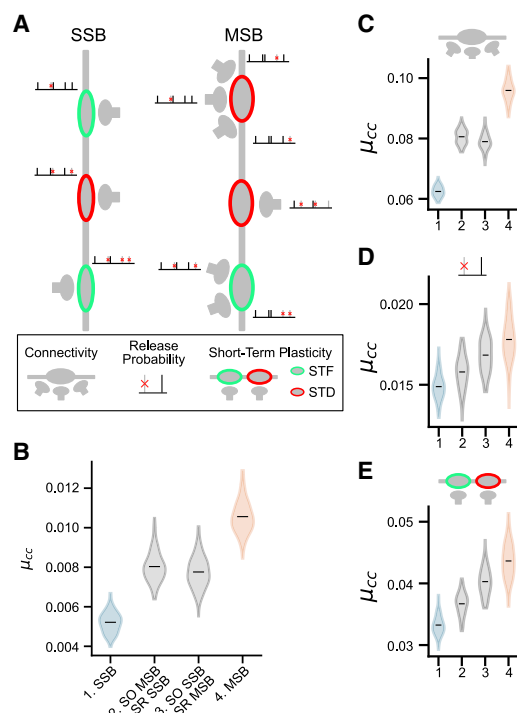 A
SSB
MSB
Connectivity
Release
Probability
Short-Term Plasticity
STF
STD
B
μcc
0.012
0.010
0.008
0.006
0.004
1. SSB
2. SO MSB
SR SSB
3. SO SSB
SR MSB
4. MSB
C
μcc
0.10
0.08
0.06
1 2 3 4
D
μcc
0.020
0.015
1 2 3 4
E
μcc
0.05
0.04
0.03
1 2 3 4